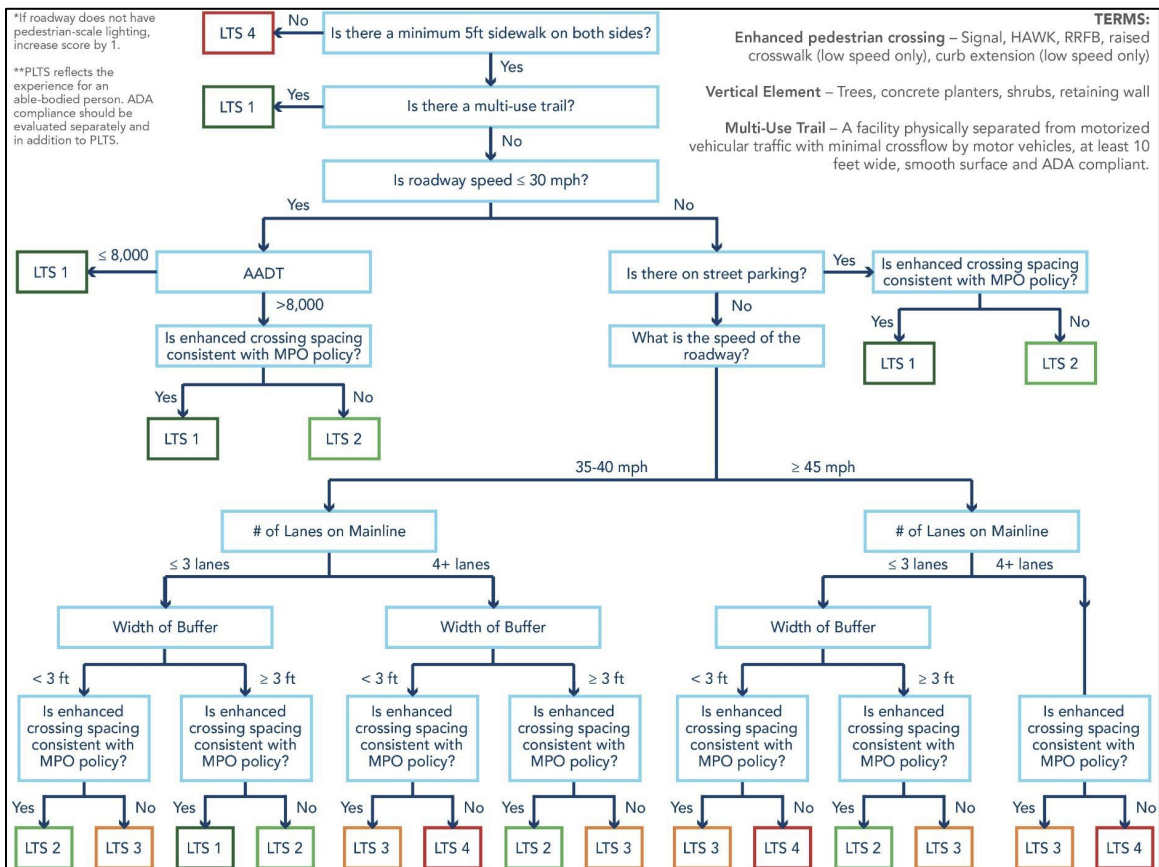 *If roadway does not have
pedestrian-scale lighting,
increase score by 1.
**PLTS reflects the
experience for an
able-bodied person. ADA
compliance should be
evaluated separately and
in addition to PLTS.
TERMS:
Enhanced pedestrian crossing – Signal, HAWK, RRFB, raised
crosswalk (low speed only), curb extension (low speed only)
Vertical Element – Trees, concrete planters, shrubs, retaining wall
Multi-Use Trail – A facility physically separated from motorized
vehicular traffic with minimal crossflow by motor vehicles, at least 10
feet wide, smooth surface and ADA compliant.
LTS 4
No
Is there a minimum 5ft sidewalk on both sides?
Yes
LTS 1
Yes
Is there a multi-use trail?
No
Is roadway speed ≤ 30 mph?
Yes
No
LTS 1
≤ 8,000
AADT
>8,000
Is enhanced crossing spacing
consistent with MPO policy?
Yes
No
LTS 1
LTS 2
Is there on street parking?
Yes
Is enhanced crossing spacing
consistent with MPO policy?
Yes
No
LTS 1
LTS 2
No
What is the speed of the
roadway?
35-40 mph
≥ 45 mph
# of Lanes on Mainline
# of Lanes on Mainline
≤ 3 lanes
4+ lanes
≤ 3 lanes
4+ lanes
Width of Buffer
Width of Buffer
Width of Buffer
< 3 ft
≥ 3 ft
< 3 ft
≥ 3 ft
< 3 ft
≥ 3 ft
Is enhanced
crossing spacing
consistent with
MPO policy?
Is enhanced
crossing spacing
consistent with
MPO policy?
Is enhanced
crossing spacing
consistent with
MPO policy?
Is enhanced
crossing spacing
consistent with
MPO policy?
Is enhanced
crossing spacing
consistent with
MPO policy?
Is enhanced
crossing spacing
consistent with
MPO policy?
Is enhanced
crossing spacing
consistent with
MPO policy?
Yes
No
Yes
No
Yes
No
Yes
No
Yes
No
Yes
No
Yes
No
LTS 2
LTS 3
LTS 1
LTS 2
LTS 3
LTS 4
LTS 2
LTS 3
LTS 3
LTS 4
LTS 2
LTS 3
LTS 3
LTS 4